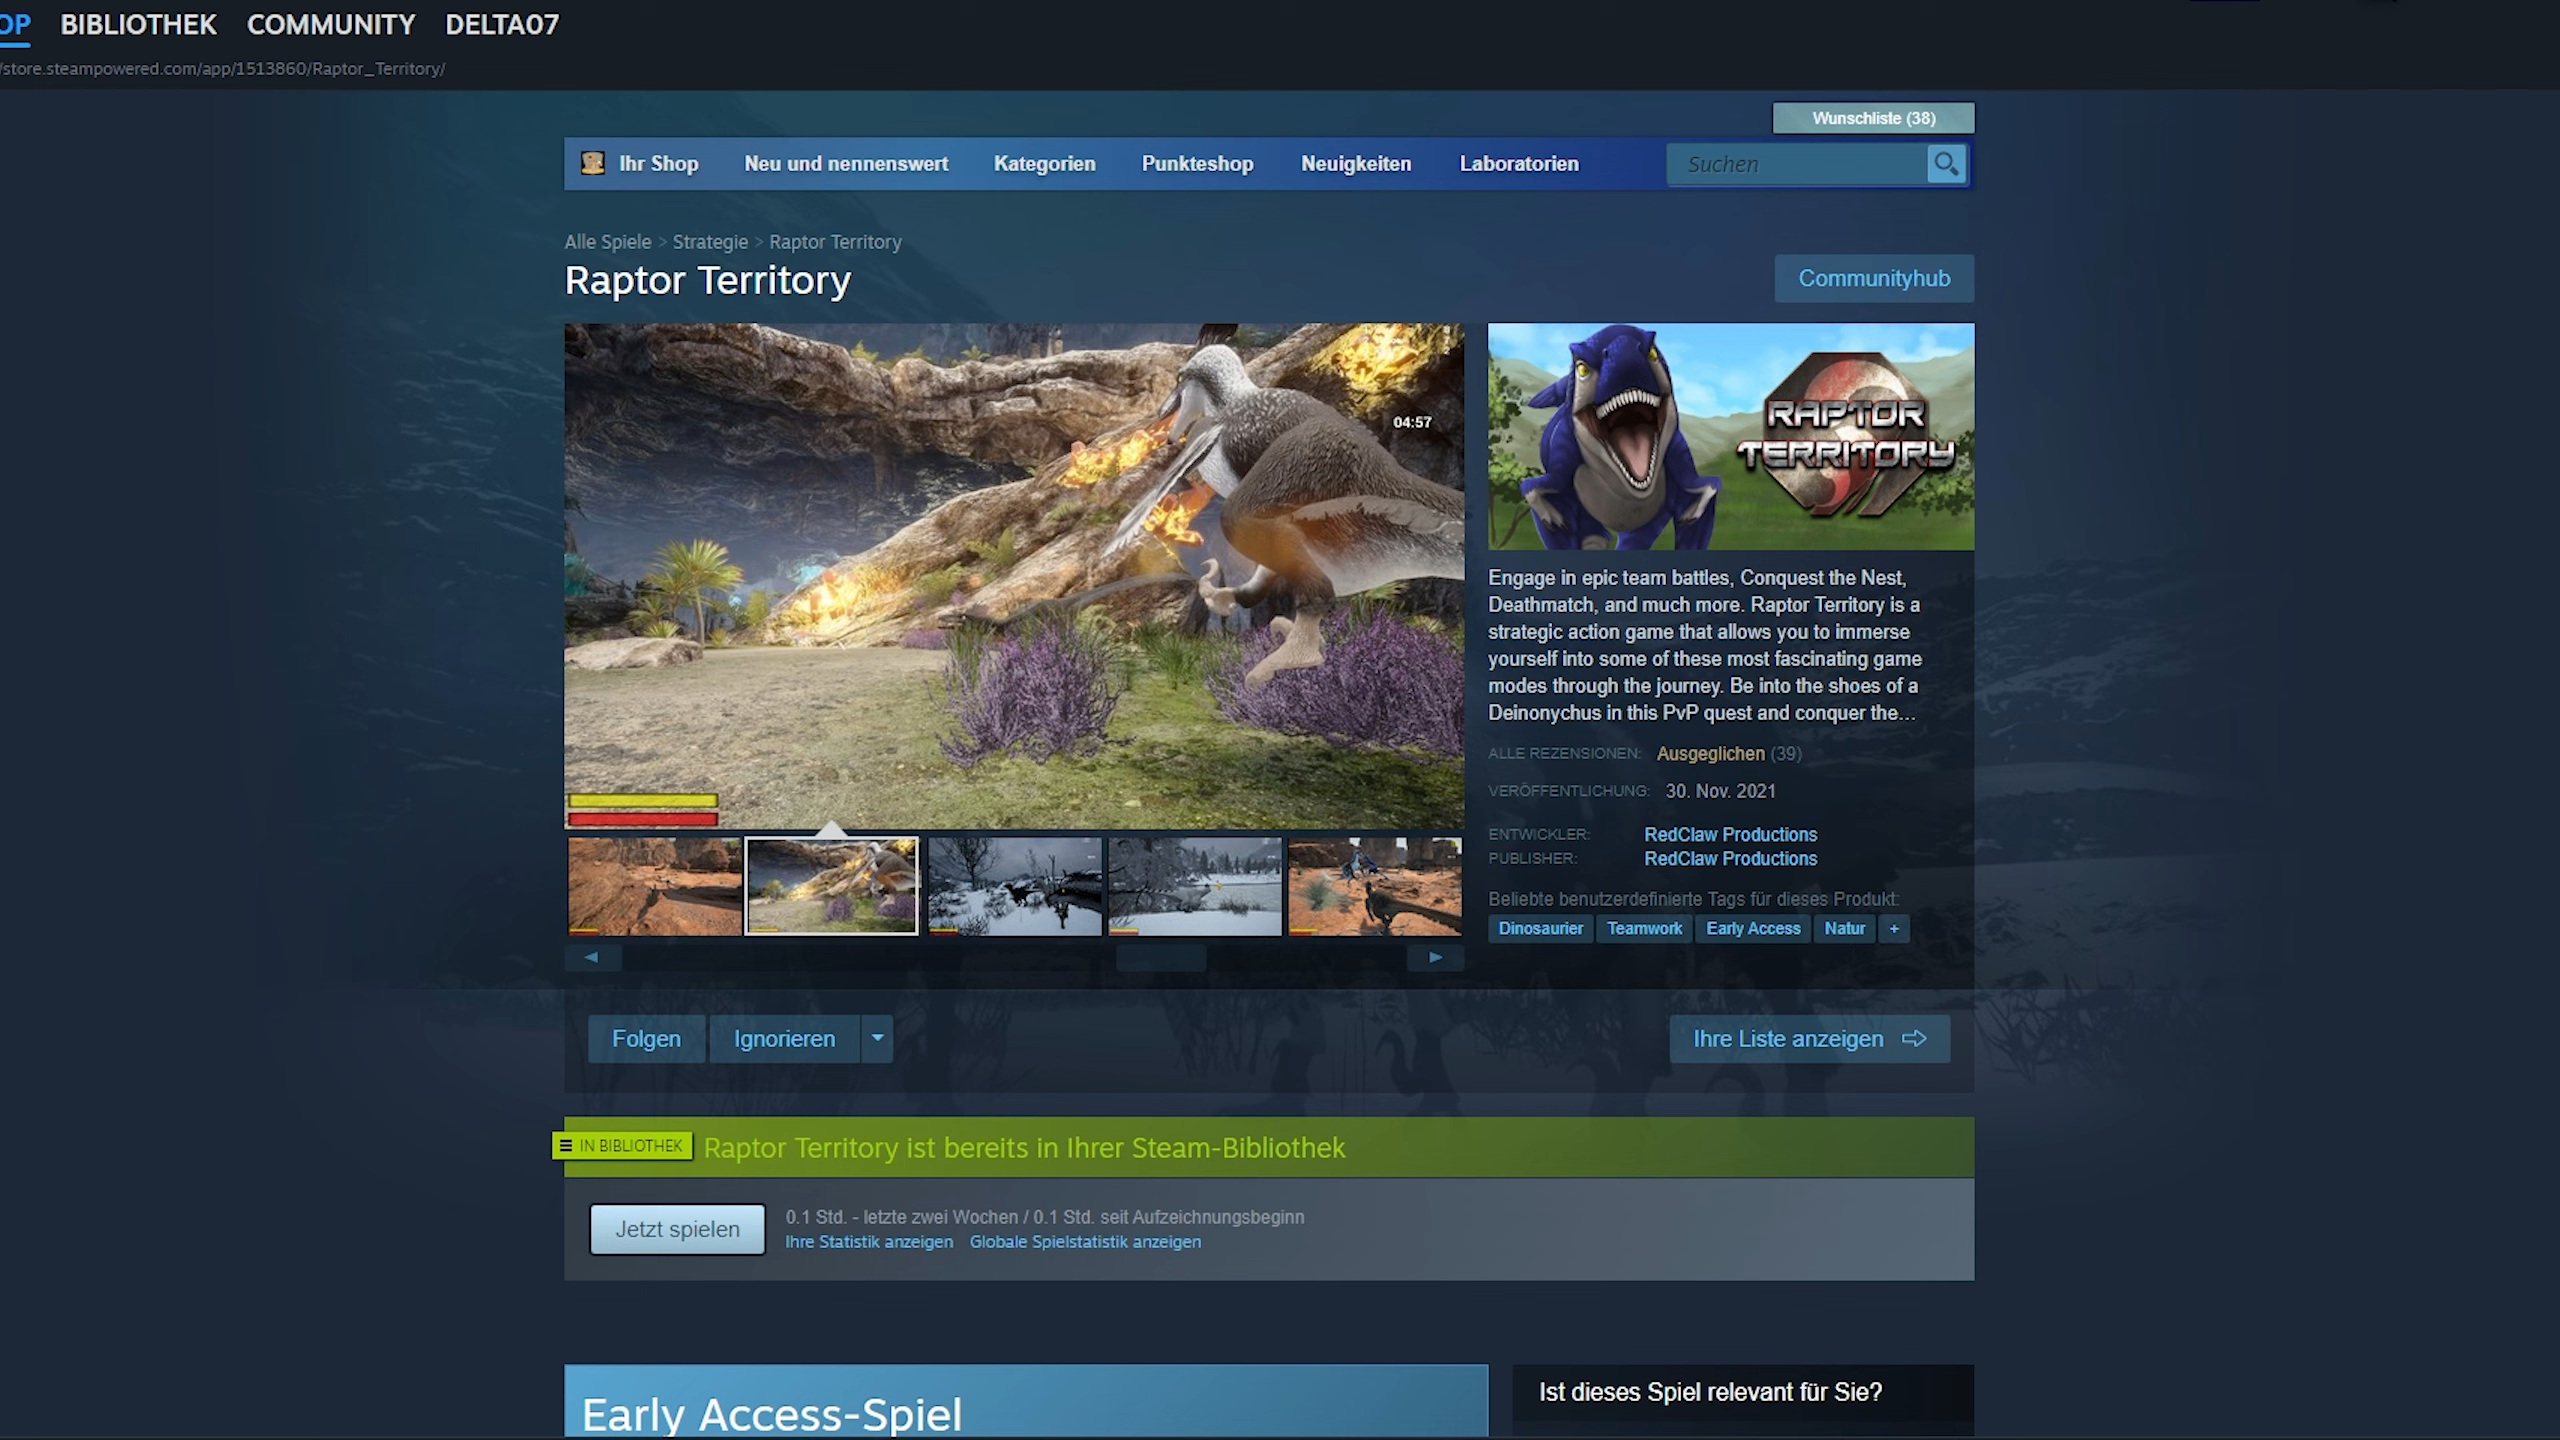 OP BIBLIOTHEK COMMUNITY DELTA07
/store.steampowered.com/app/1513860/Raptor_Territory/
Wunschliste (38)
Ihr Shop Neu und nennenswert Kategorien Punkteshop Neuigkeiten Laboratorien Suchen
Alle Spiele > Strategie > Raptor Territory
Raptor Territory
Communityhub
04:57
RAPTOR
TERRITORY
Engage in epic team battles, Conquest the Nest,
Deathmatch, and much more. Raptor Territory is a
strategic action game that allows you to immerse
yourself into some of these most fascinating game
modes through the journey. Be into the shoes of a
Deinonychus in this PvP quest and conquer the...
ALLE REZENSIONEN: Ausgeglichen (39)
VERÖFFENTLICHUNG: 30. Nov. 2021
ENTWICKLER: RedClaw Productions
PUBLISHER: RedClaw Productions
Beliebte benutzerdefinierte Tags für dieses Produkt:
Dinosaurier Teamwork Early Access Natur +
Folgen Ignorieren
Ihre Liste anzeigen
IN BIBLIOTHEK Raptor Territory ist bereits in Ihrer Steam-Bibliothek
Jetzt spielen
0.1 Std. - letzte zwei Wochen / 0.1 Std. seit Aufzeichnungsbeginn
Ihre Statistik anzeigen Globale Spielstatistik anzeigen
Early Access-Spiel
Ist dieses Spiel relevant für Sie?